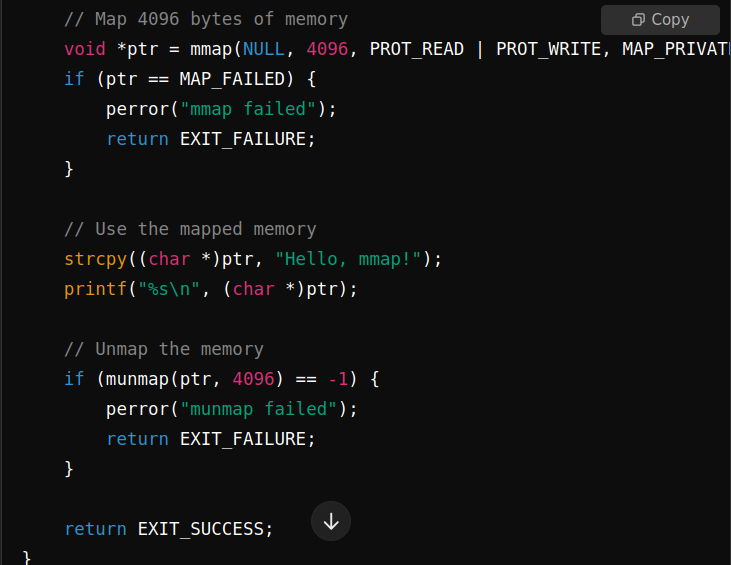 // Map 4096 bytes of memory
Copy
    void *ptr = mmap(NULL, 4096, PROT_READ | PROT_WRITE, MAP_PRIVAT
    if (ptr == MAP_FAILED) {
        perror("mmap failed");
        return EXIT_FAILURE;
    }

    // Use the mapped memory
    strcpy((char *)ptr, "Hello, mmap!");
    printf("%s\n", (char *)ptr);

    // Unmap the memory
    if (munmap(ptr, 4096) == -1) {
        perror("munmap failed");
        return EXIT_FAILURE;
    }

    return EXIT_SUCCESS;
}